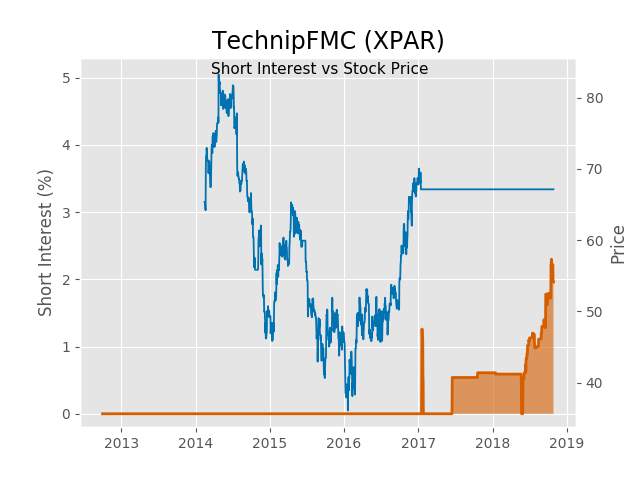 TechnipFMC (XPAR)
Short Interest vs Stock Price
Short Interest (%)
5
4
3
2
1
0
80
70
60
50
40
Price
2013 2014 2015 2016 2017 2018 2019